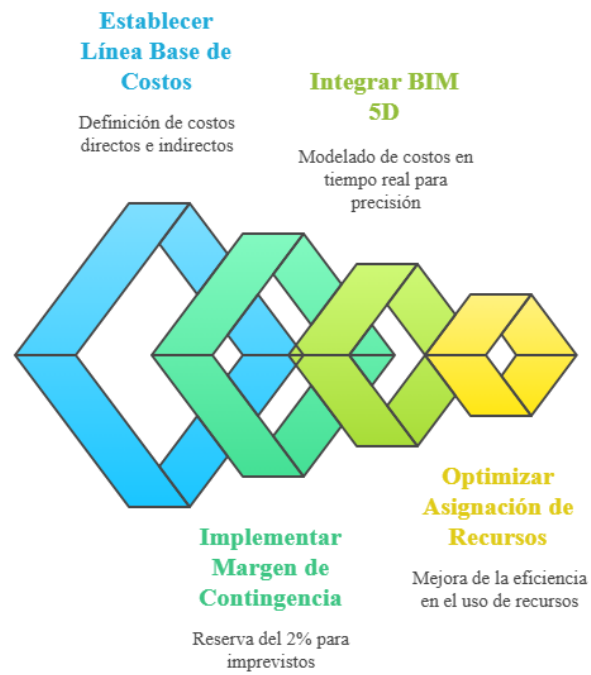 Establecer
Línea Base de
Costos
Definición de costos
directos e indirectos
Integrar BIM
5D
Modelado de costos en
tiempo real para
precisión
Implementar
Margen de
Contingencia
Reserva del 2% para
imprevistos
Optimizar
Asignación de
Recursos
Mejora de la eficiencia
en el uso de recursos